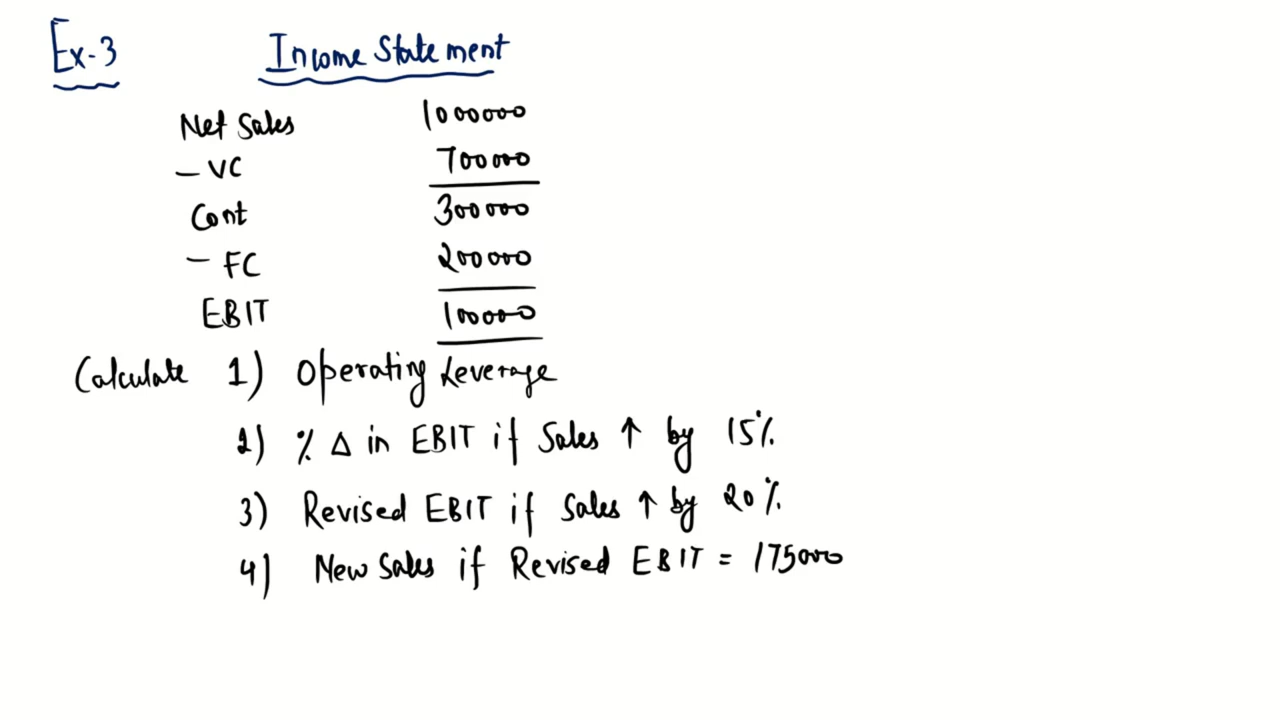 Ex-3 Income Statement
Net Sales 1000000
- VC 700000
Cont 300000
- FC 200000
EBIT 100000
Calculate 1) Operating Leverage
2) % Δ in EBIT if Sales ↑ by 15%
3) Revised EBIT if Sales ↑ by 20%
4) New Sales if Revised EBIT = 175000